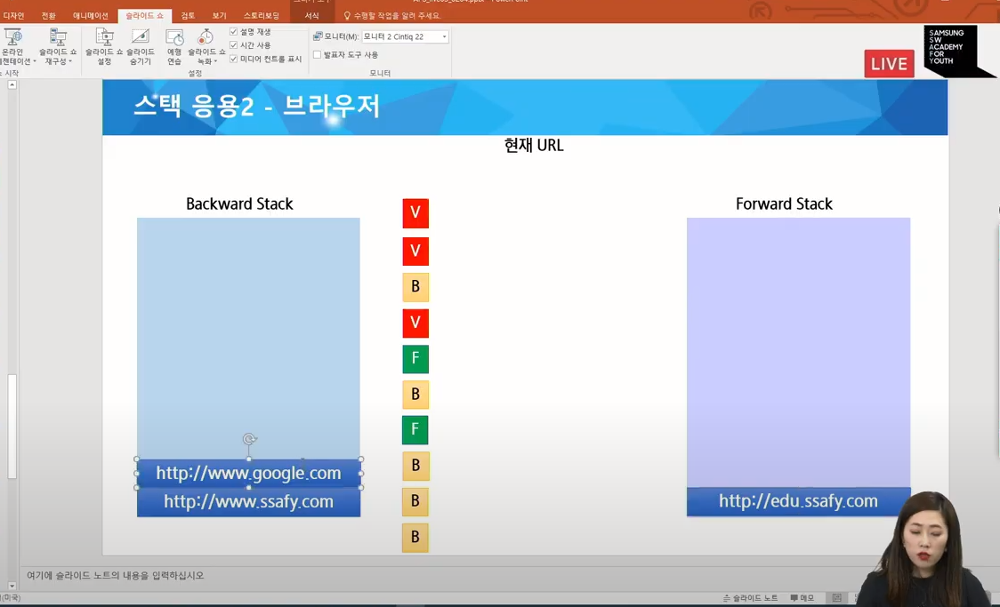 디자인 전환 애니메이션 슬라이드 쇼 검토 보기 스토리보딩 서식 수행할 작업을 알려 주세요.
온라인
슬라이드 쇼
재구성
슬라이드 쇼
설정
슬라이드
숨기기
예행
연습
슬라이드 쇼
녹화
설명 재생
시간 사용
미디어 컨트롤 표시
모니터(M): 모니터 2 Cintiq 22
발표자 도구 사용
시작 설정 모니터
LIVE
SAMSUNG
SW
ACADEMY
FOR
YOUTH
스택 응용2 - 브라우저
현재 URL
Backward Stack
Forward Stack
V
V
B
V
F
B
F
B
B
B
http://www.google.com
http://www.ssafy.com
http://edu.ssafy.com
여기에 슬라이드 노트의 내용을 입력하십시오
(미국) 슬라이드 노트 메모